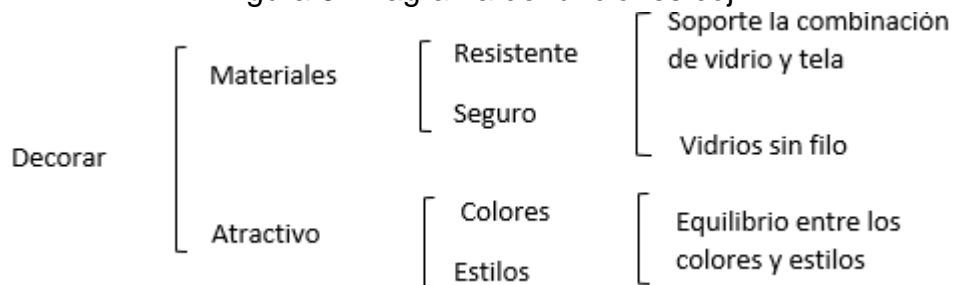 Soporte la combinación
de vidrio y tela
Resistente
Materiales
Seguro
Vidrios sin filo
Decorar
Colores
Atractivo
Equilibrio entre los
colores y estilos
Estilos